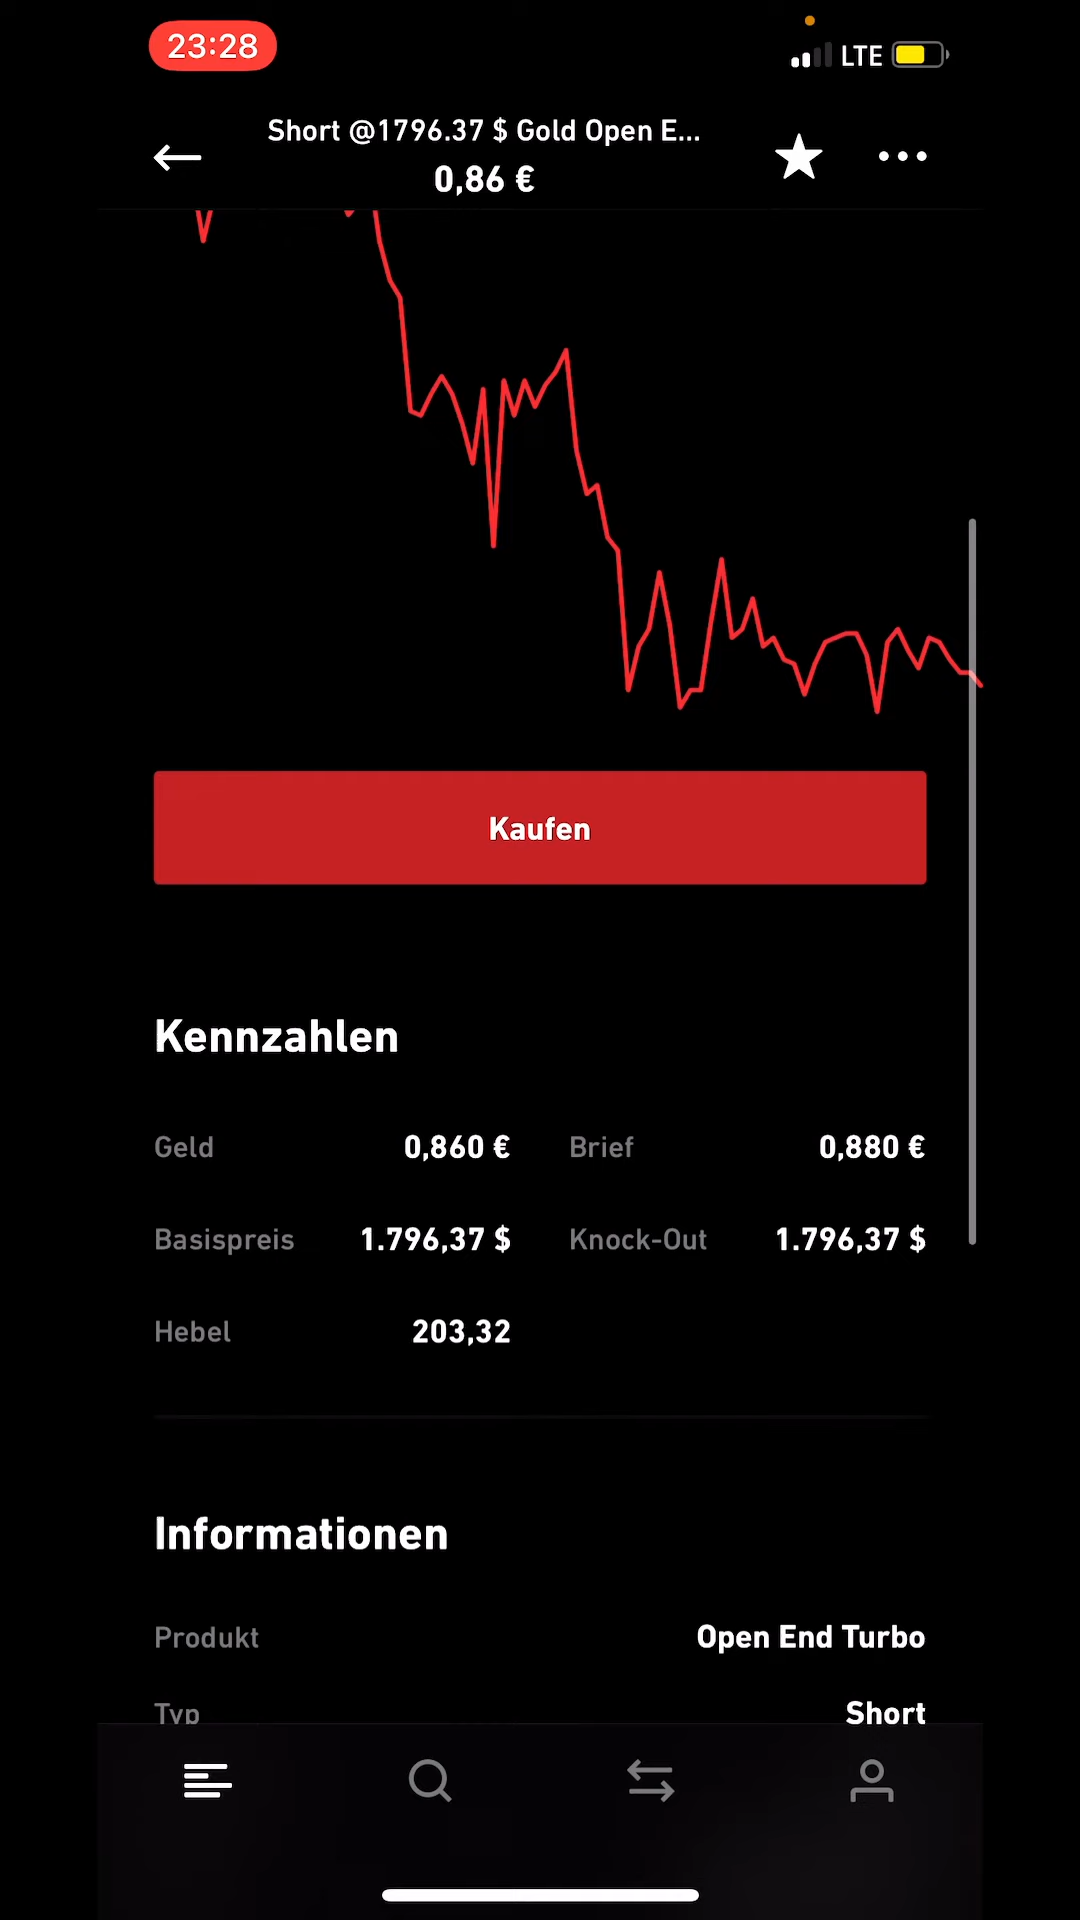 23:28
LTE
Short @1796.37 $ Gold Open E...
0,86 €
Kaufen
Kennzahlen
Geld 0,860 € Brief 0,880 €
Basispreis 1.796,37 $ Knock-Out 1.796,37 $
Hebel 203,32
Informationen
Produkt Open End Turbo
Typ Short